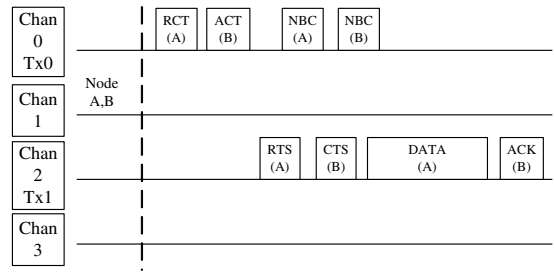 Chan
0
Tx0
RCT
(A)
ACT
(B)
NBC
(A)
NBC
(B)
Node
A,B
Chan
1
Chan
2
Tx1
RTS
(A)
CTS
(B)
DATA
(A)
ACK
(B)
Chan
3